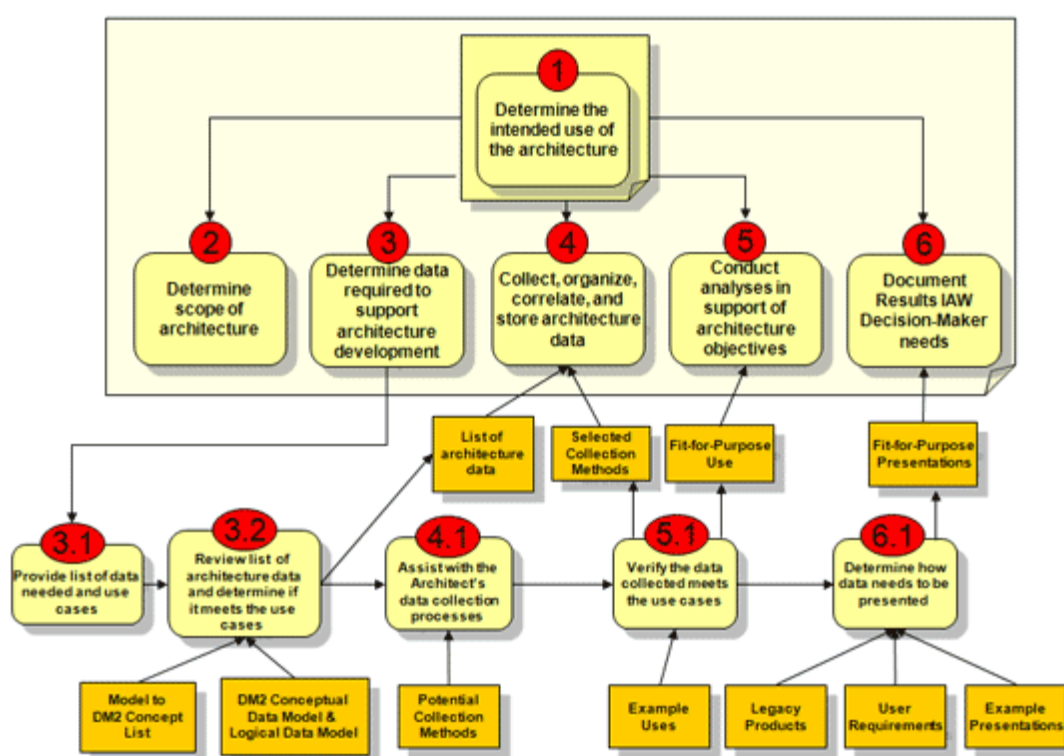 1
Determine the
intended use of
the architecture
2
Determine
scope of
architecture
3
Determine data
required to
support
architecture
development
4
Collect, organize,
correlate, and
store architecture
data
5
Conduct
analyses in
support of
architecture
objectives
6
Document
Results IAW
Decision-Maker
needs
List of
architecture
data
Selected
Collection
Methods
Fit-for-Purpose
Use
Fit-for-Purpose
Presentations
3.1
Provide list of data
needed and use
cases
3.2
Review list of
architecture data
and determine if
it meets the use
cases
4.1
Assist with the
Architect's
data collection
processes
5.1
Verify the data
collected meets
the use cases
6.1
Determine how
data needs to be
presented
Model to
DM2 Concept
List
DM2 Conceptual
Data Model &
Logical Data Model
Potential
Collection
Methods
Example
Uses
Legacy
Products
User
Requirements
Example
Presentations